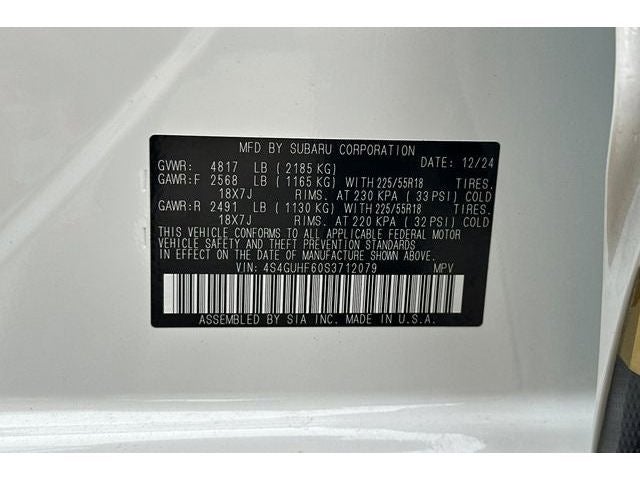 MFD BY SUBARU CORPORATION
GVWR: 4817 LB (2185 KG) DATE: 12/24
GAWR:F 2568 LB (1165 KG) WITH 225/55R18 TIRES.
18X7J RIMS. AT 230 KPA (33 PSI) COLD
GAWR:R 2491 LB (1130 KG) WITH 225/55R18 TIRES.
18X7J RIMS. AT 220 KPA (32 PSI) COLD
THIS VEHICLE CONFORMS TO ALL APPLICABLE FEDERAL MOTOR
VEHICLE SAFETY AND THEFT PREVENTION STANDARDS
IN EFFECT ON THE DATE OF MANUFACTURE SHOWN ABOVE.
VIN: 4S4GUHF60S3712079 MPV
ASSEMBLED BY SIA INC. MADE IN U.S.A.